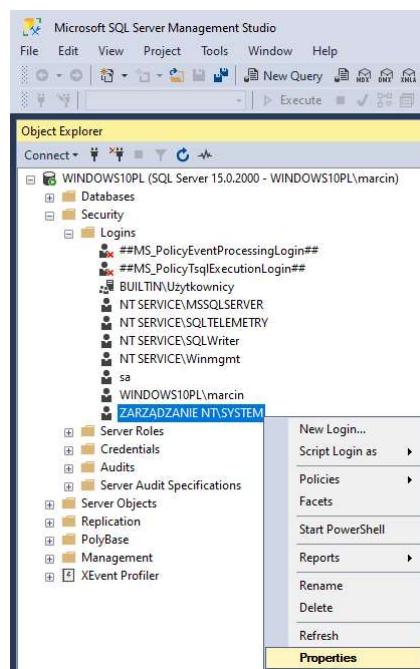 Microsoft SQL Server Management Studio
File Edit View Project Tools Window Help
New Query MDX DMX XMLA
Execute
Object Explorer
Connect
WINDOWS10PL (SQL Server 15.0.2000 - WINDOWS10PL\marcin)
Databases
Security
Logins
##MS_PolicyEventProcessingLogin##
##MS_PolicyTsqlExecutionLogin##
BUILTIN\Użytkownicy
NT SERVICE\MSSQLSERVER
NT SERVICE\SQLTELEMETRY
NT SERVICE\SQLWriter
NT SERVICE\Winmgmt
sa
WINDOWS10PL\marcin
ZARZĄDZANIE NT\SYSTEM
Server Roles
Credentials
Audits
Server Audit Specifications
Server Objects
Replication
PolyBase
Management
XEvent Profiler
New Login...
Script Login as
Policies
Facets
Start PowerShell
Reports
Rename
Delete
Refresh
Properties